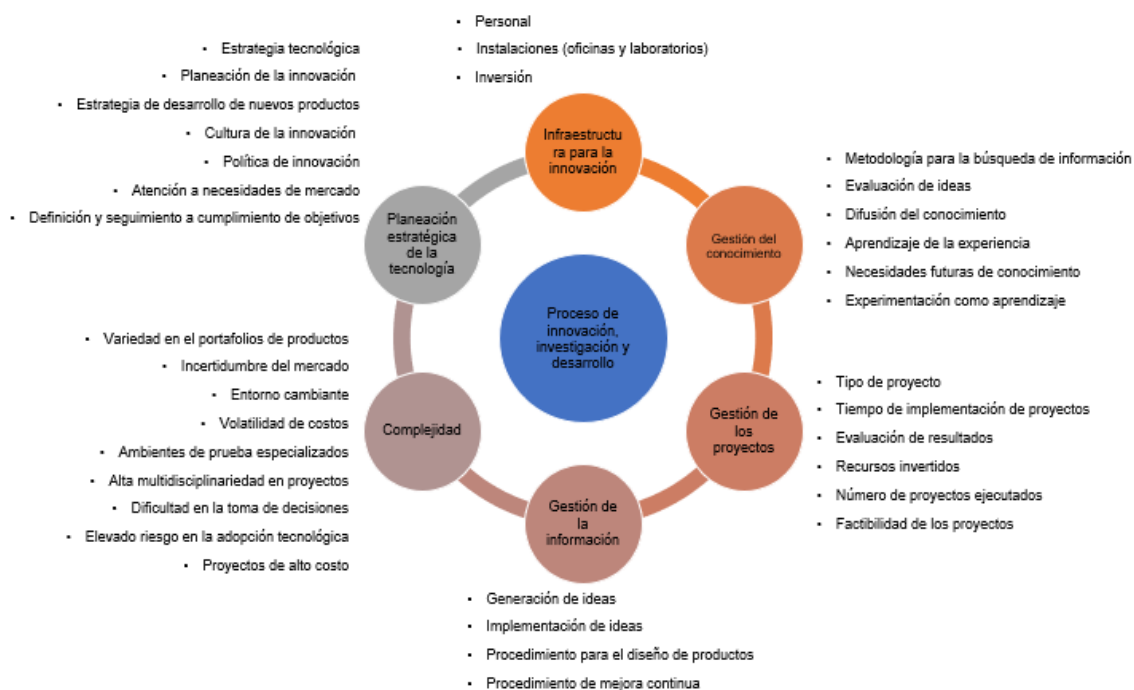 ▪ Personal
▪ Instalaciones (oficinas y laboratorios)
▪ Inversión
Infraestructu
ra para la
innovación
▪ Estrategia tecnológica
▪ Planeación de la innovación
▪ Estrategia de desarrollo de nuevos productos
▪ Cultura de la innovación
▪ Política de innovación
▪ Atención a necesidades de mercado
▪ Definición y seguimiento a cumplimiento de objetivos
Planeación
estratégica
de la
tecnología
▪ Metodología para la búsqueda de información
▪ Evaluación de ideas
▪ Difusión del conocimiento
▪ Aprendizaje de la experiencia
▪ Necesidades futuras de conocimiento
▪ Experimentación como aprendizaje
Gestión del
conocimiento
Proceso de
innovación,
investigación y
desarrollo
▪ Variedad en el portafolios de productos
▪ Incertidumbre del mercado
▪ Entorno cambiante
▪ Volatilidad de costos
▪ Ambientes de prueba especializados
▪ Alta multidisciplinariedad en proyectos
▪ Dificultad en la toma de decisiones
▪ Elevado riesgo en la adopción tecnológica
▪ Proyectos de alto costo
Complejidad
Gestión de
los
proyectos
▪ Tipo de proyecto
▪ Tiempo de implementación de proyectos
▪ Evaluación de resultados
▪ Recursos invertidos
▪ Número de proyectos ejecutados
▪ Factibilidad de los proyectos
Gestión de
la
información
▪ Generación de ideas
▪ Implementación de ideas
▪ Procedimiento para el diseño de productos
▪ Procedimiento de mejora continua